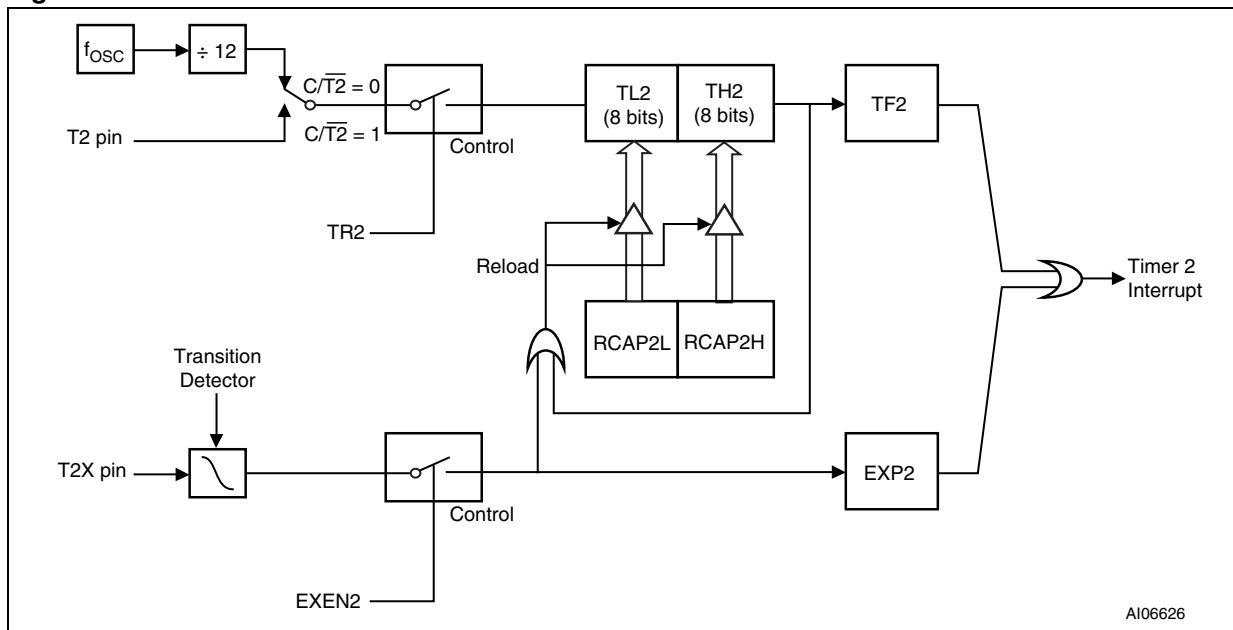 fOSC
÷ 12
C/T2 = 0
T2 pin
C/T2 = 1
Control
TR2
TL2
(8 bits)
TH2
(8 bits)
TF2
Reload
RCAP2L
RCAP2H
Timer 2
Interrupt
Transition
Detector
T2X pin
Control
EXEN2
EXP2
AI06626